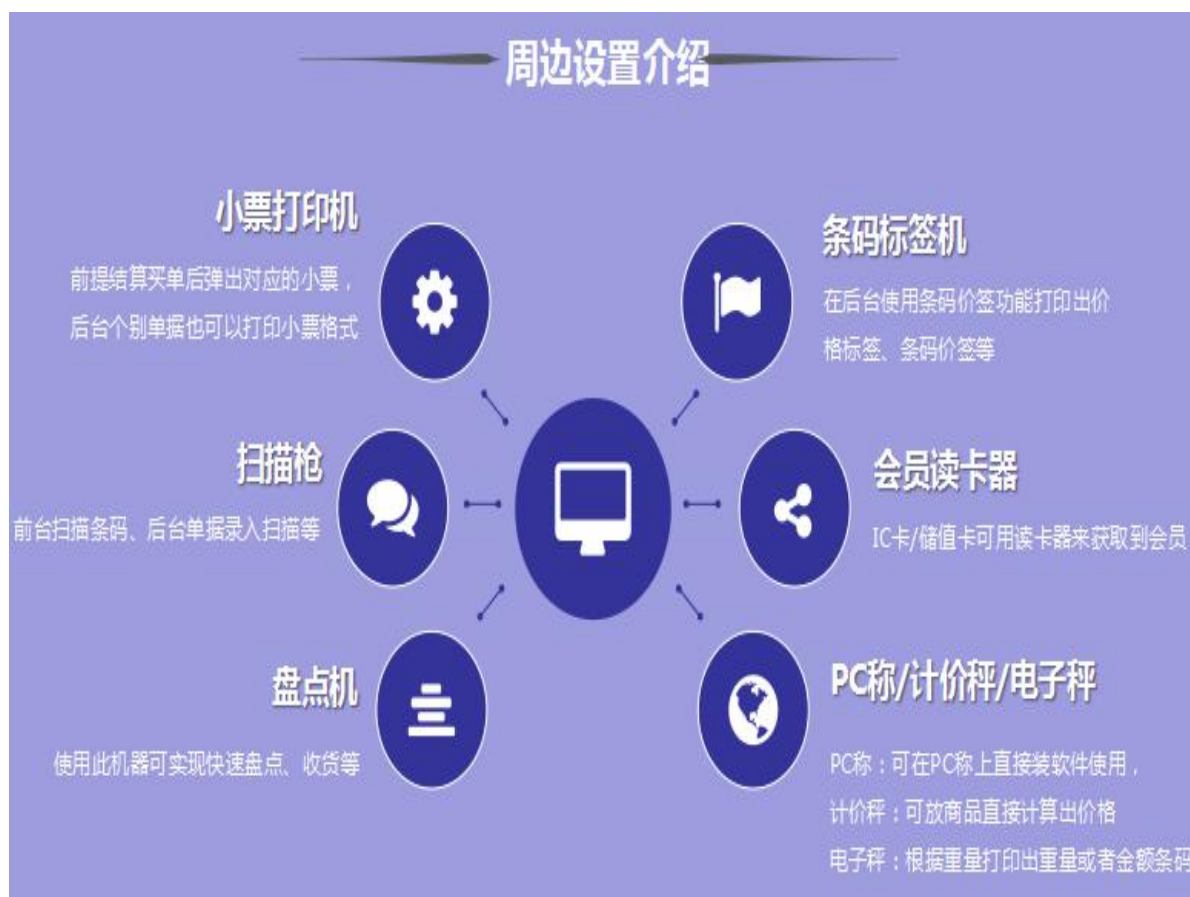 周边设置介绍
小票打印机
前提结算买单后弹出对应的小票，
后台个别单据也可以打印小票格式
条码标签机
在后台使用条码价签功能打印出价
格标签、条码价签等
扫描枪
前台扫描条码、后台单据录入扫描等
会员读卡器
IC卡/储值卡可用读卡器来获取到会员
盘点机
使用此机器可实现快速盘点、收货等
PC称/计价秤/电子秤
PC称：可在PC称上直接装软件使用，
计价秤：可放商品直接计算出价格
电子秤：根据重量打印出重量或者金额条码